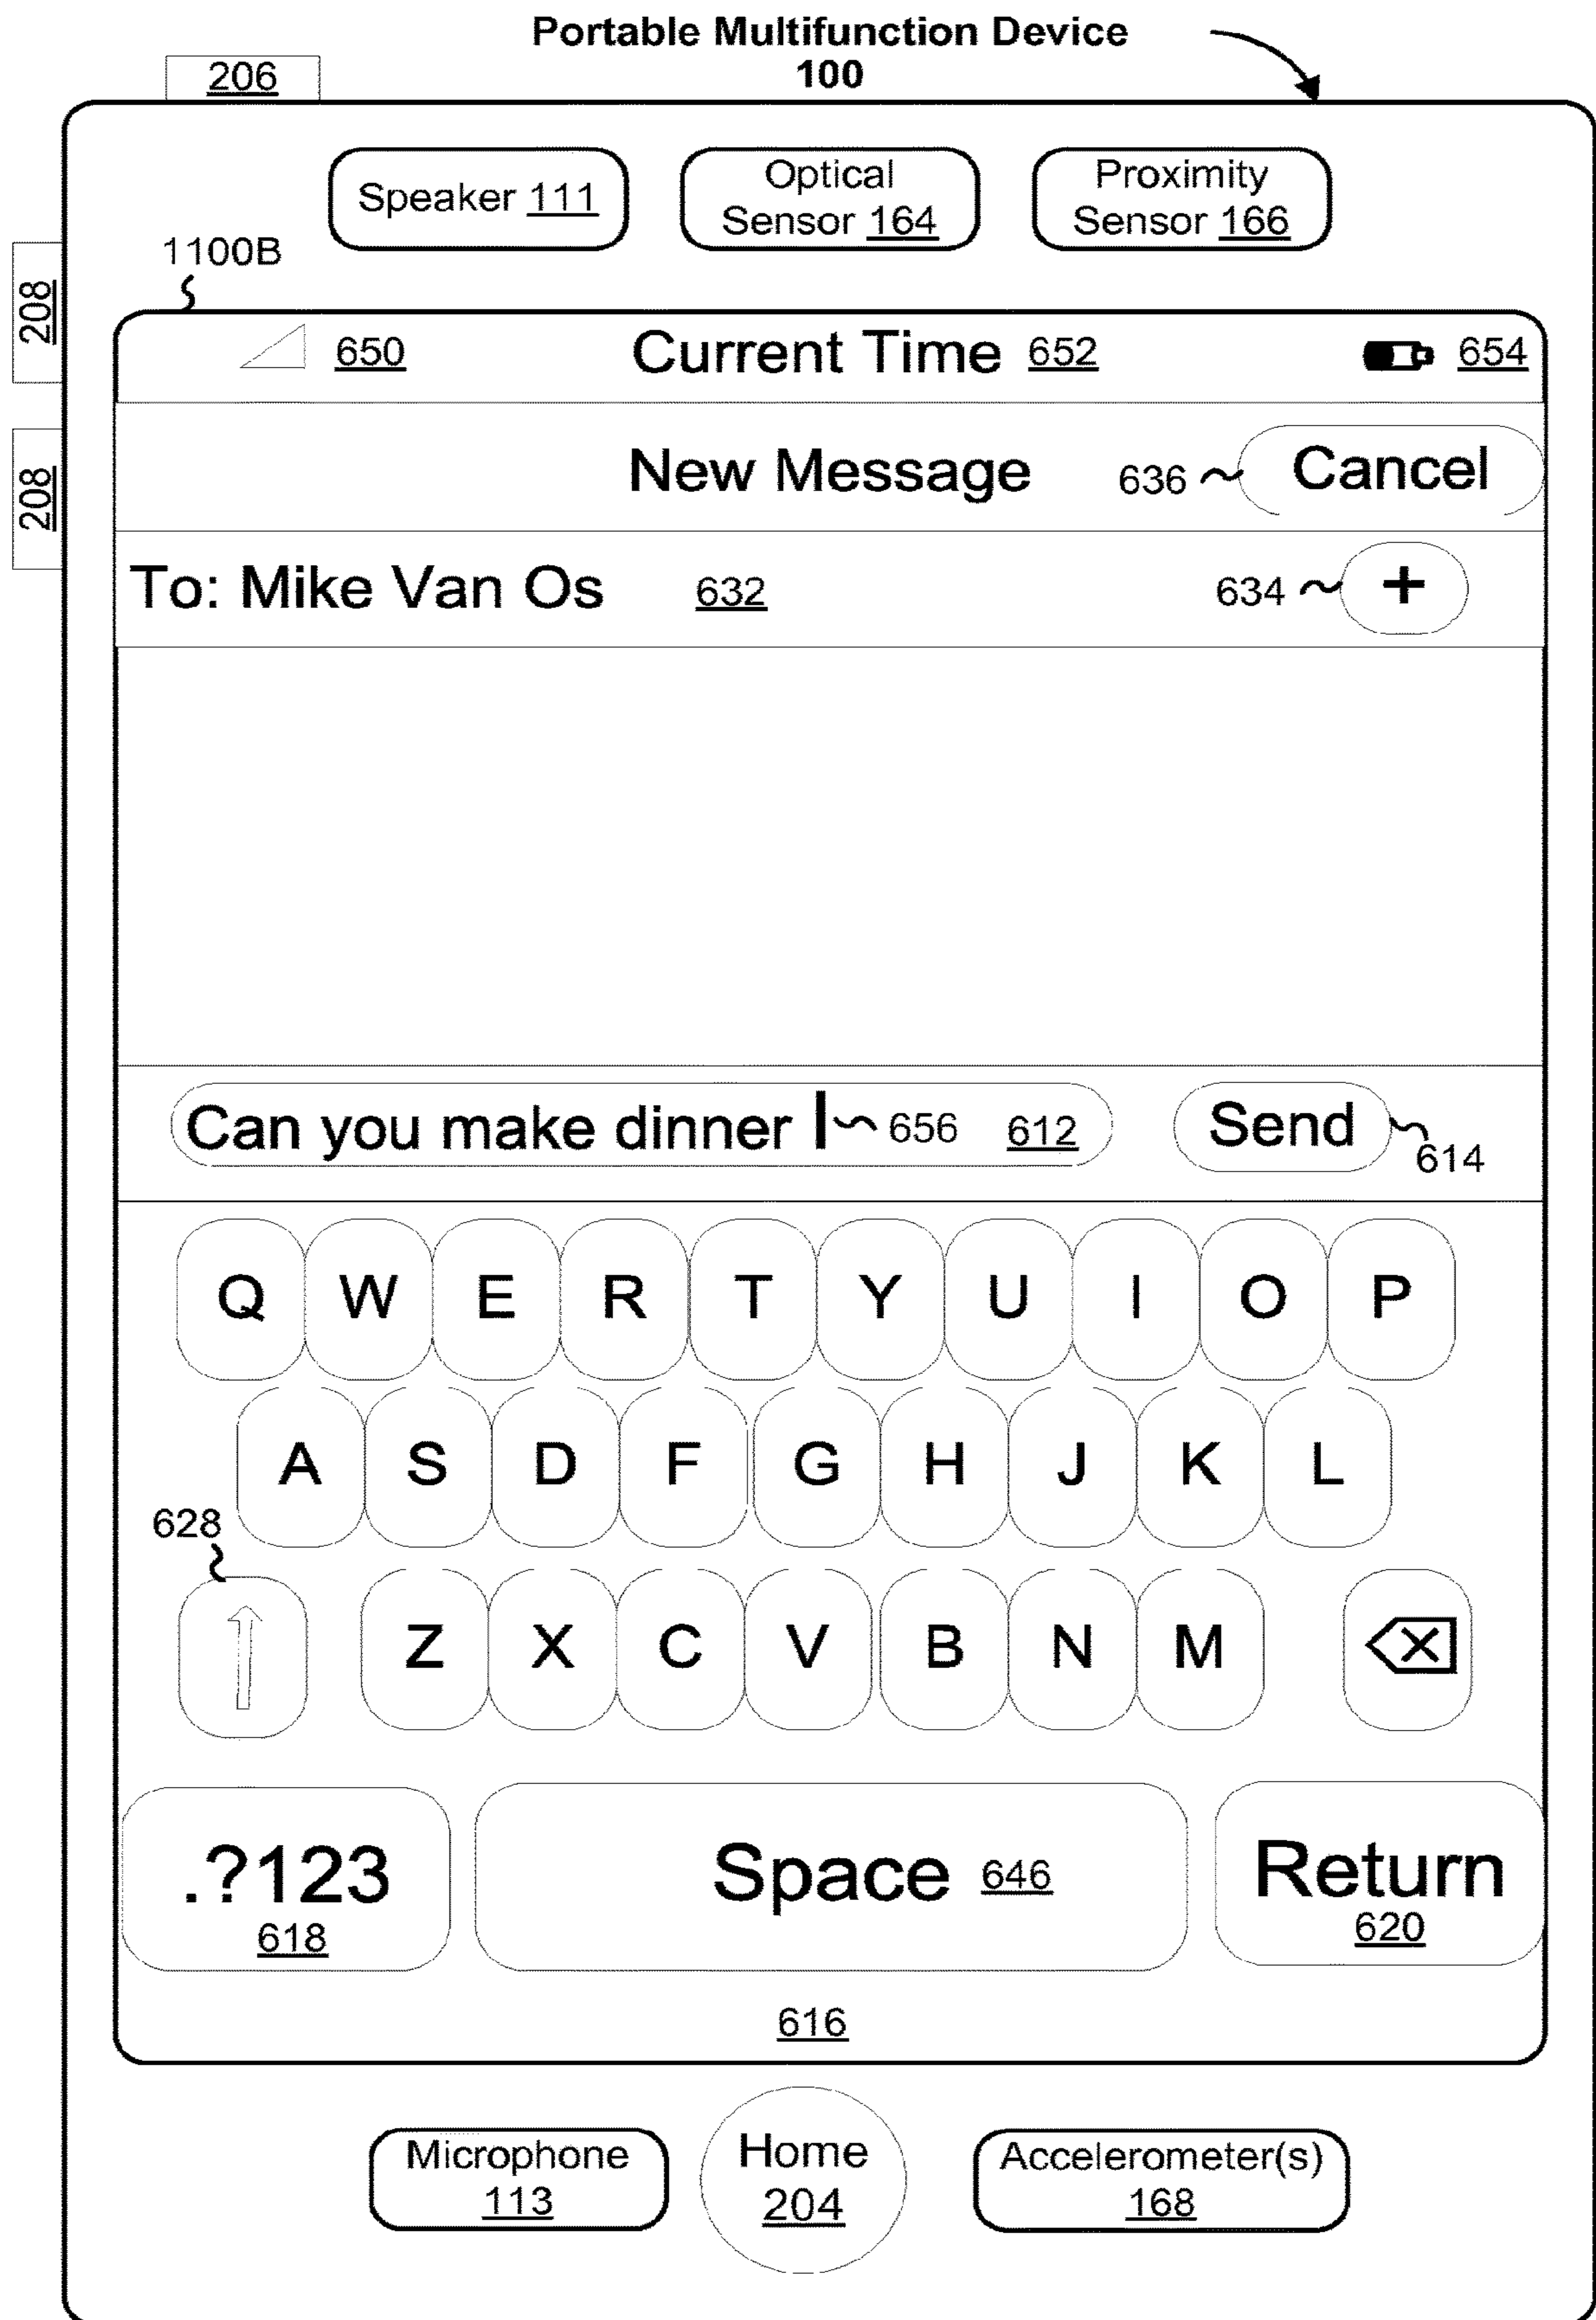 Portable Multifunction Device
100
206
Speaker 111
Optical
Sensor 164
Proximity
Sensor 166
1100B
208
208
650 Current Time 652 654
New Message 636 Cancel
To: Mike Van Os 632 634 +
Can you make dinner 656 612 Send 614
Q W E R T Y U I O P
A S D F G H J K L
628
Z X C V B N M
.?123
618
Space 646
Return
620
616
Microphone
113
Home
204
Accelerometer(s)
168